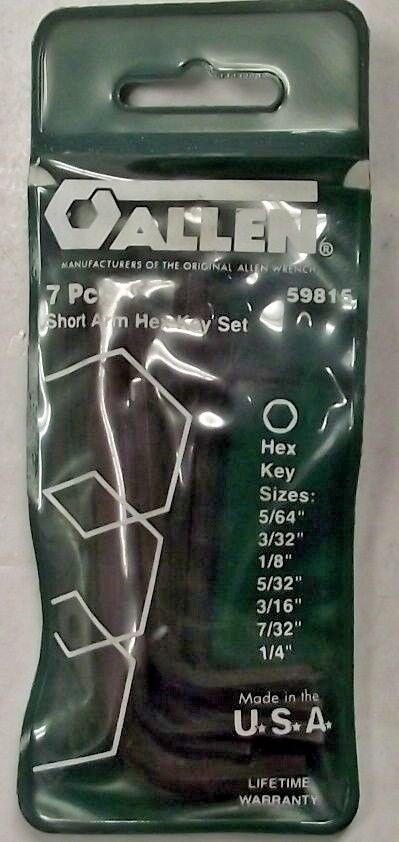 ALLEN®
MANUFACTURERS OF THE ORIGINAL ALLEN WRENCH
7 Pc. 59815
Short Arm Hex Key Set
Hex
Key
Sizes:
5/64"
3/32"
1/8"
5/32"
3/16"
7/32"
1/4"
Made in the
U.S.A.
LIFETIME
WARRANTY